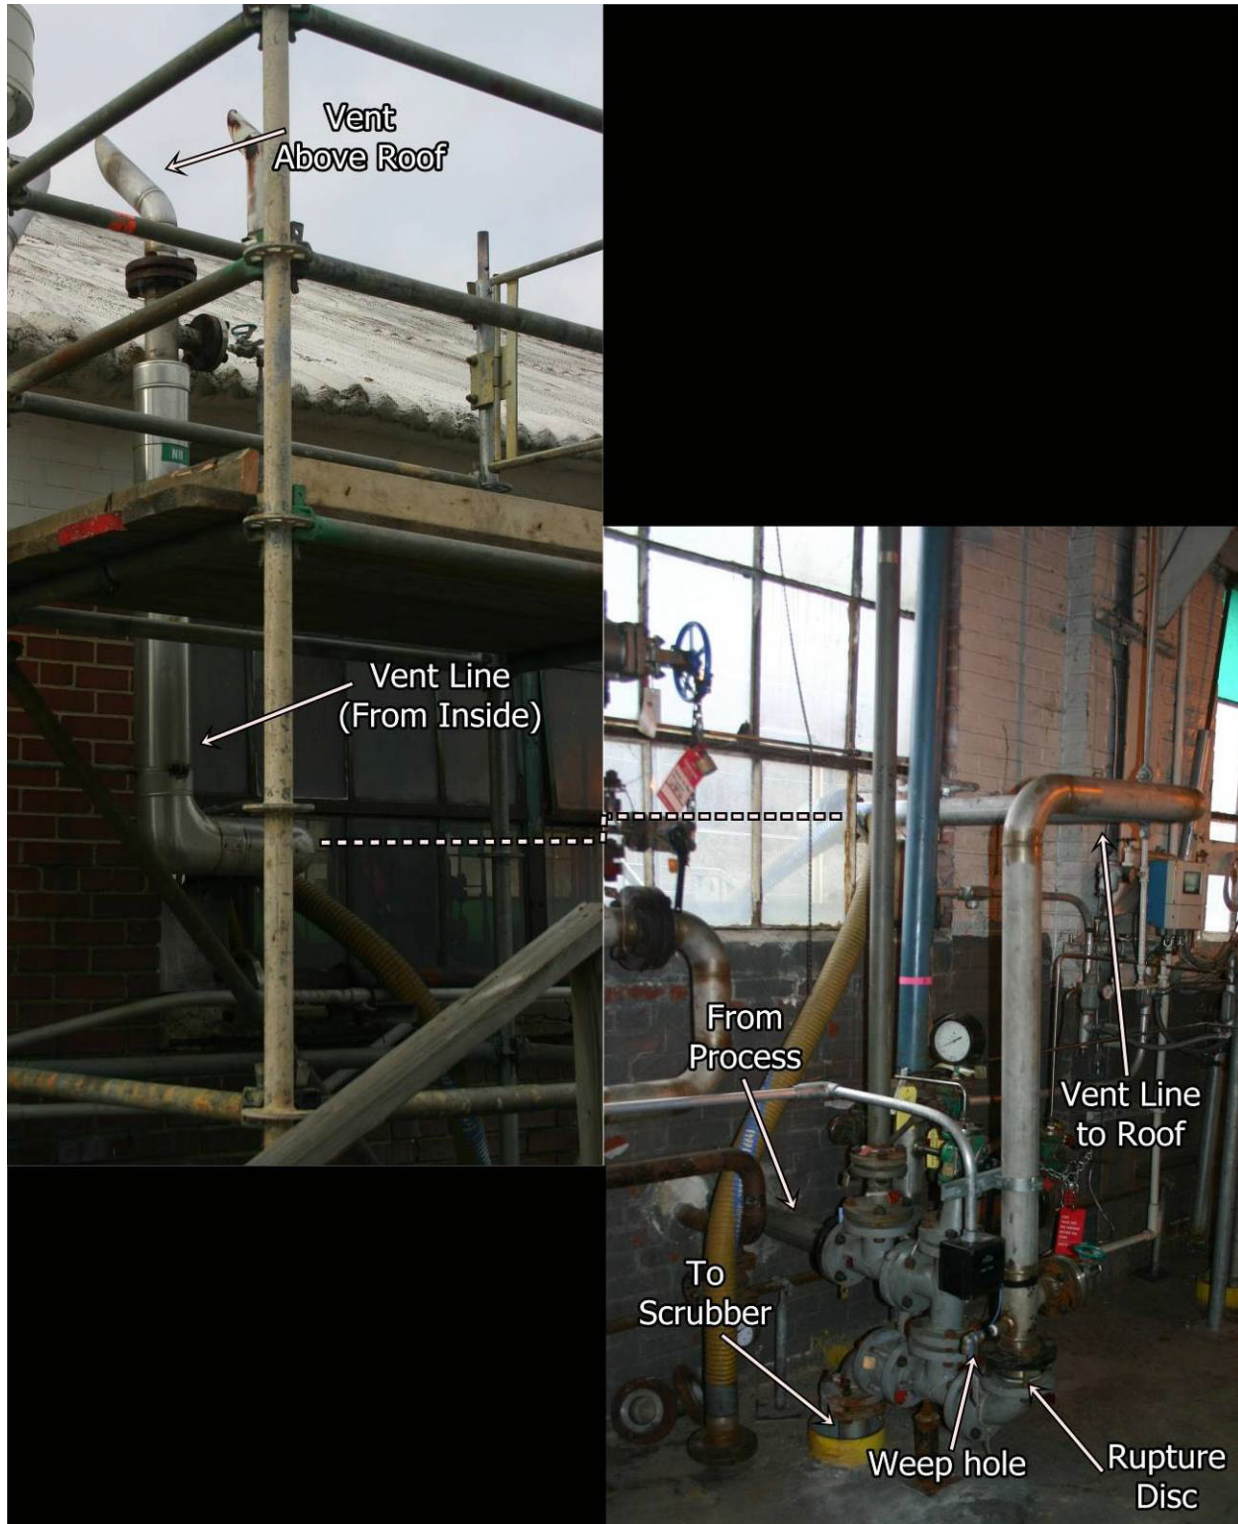 Vent
Above Roof
Vent Line
(From Inside)
From
Process
Vent Line
to Roof
To
Scrubber
Weep hole
Rupture
Disc